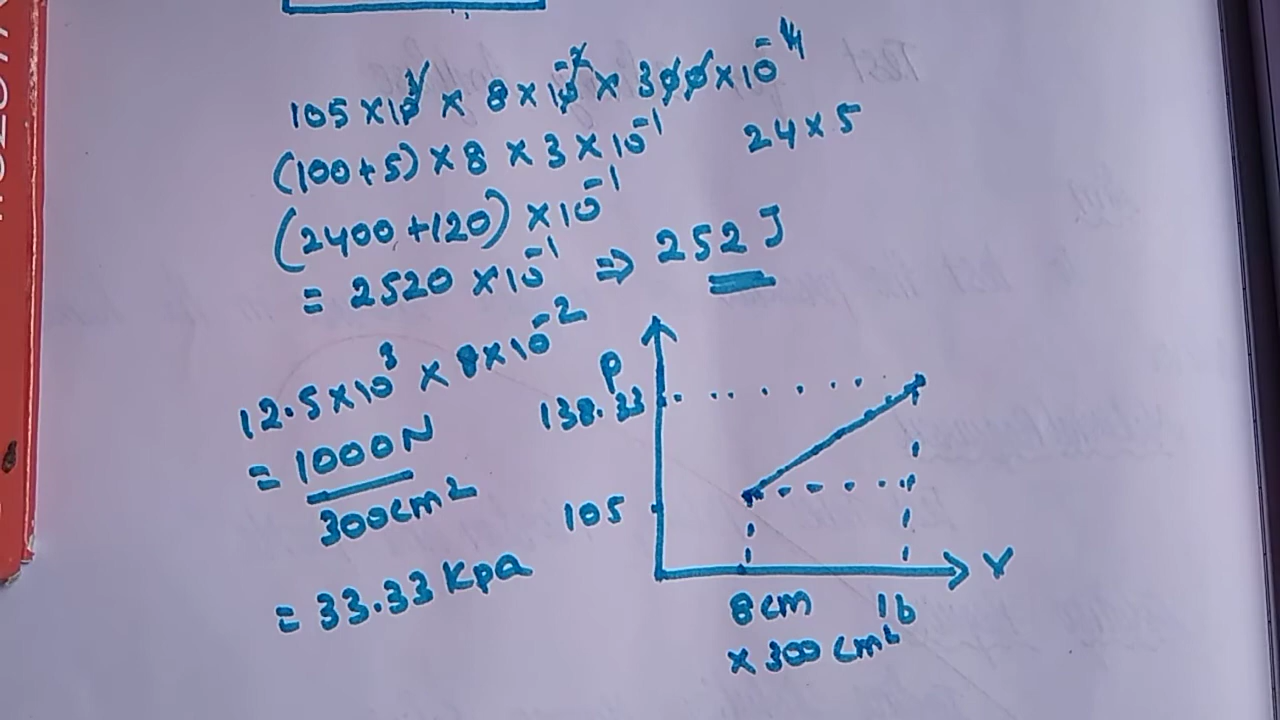 105 × 10³ × 8 × 10⁻² × 300 × 10⁻⁴
(100 + 5) × 8 × 3 × 10⁻¹
24 × 5
(2400 + 120) × 10⁻¹
= 2520 × 10⁻¹ ⇒ 252 J
12.5 × 10³ × 8 × 10⁻²
= 1000N
300cm2
= 33.33 Kpa
P
138.33
105
V
8cm 16
× 300 cm²